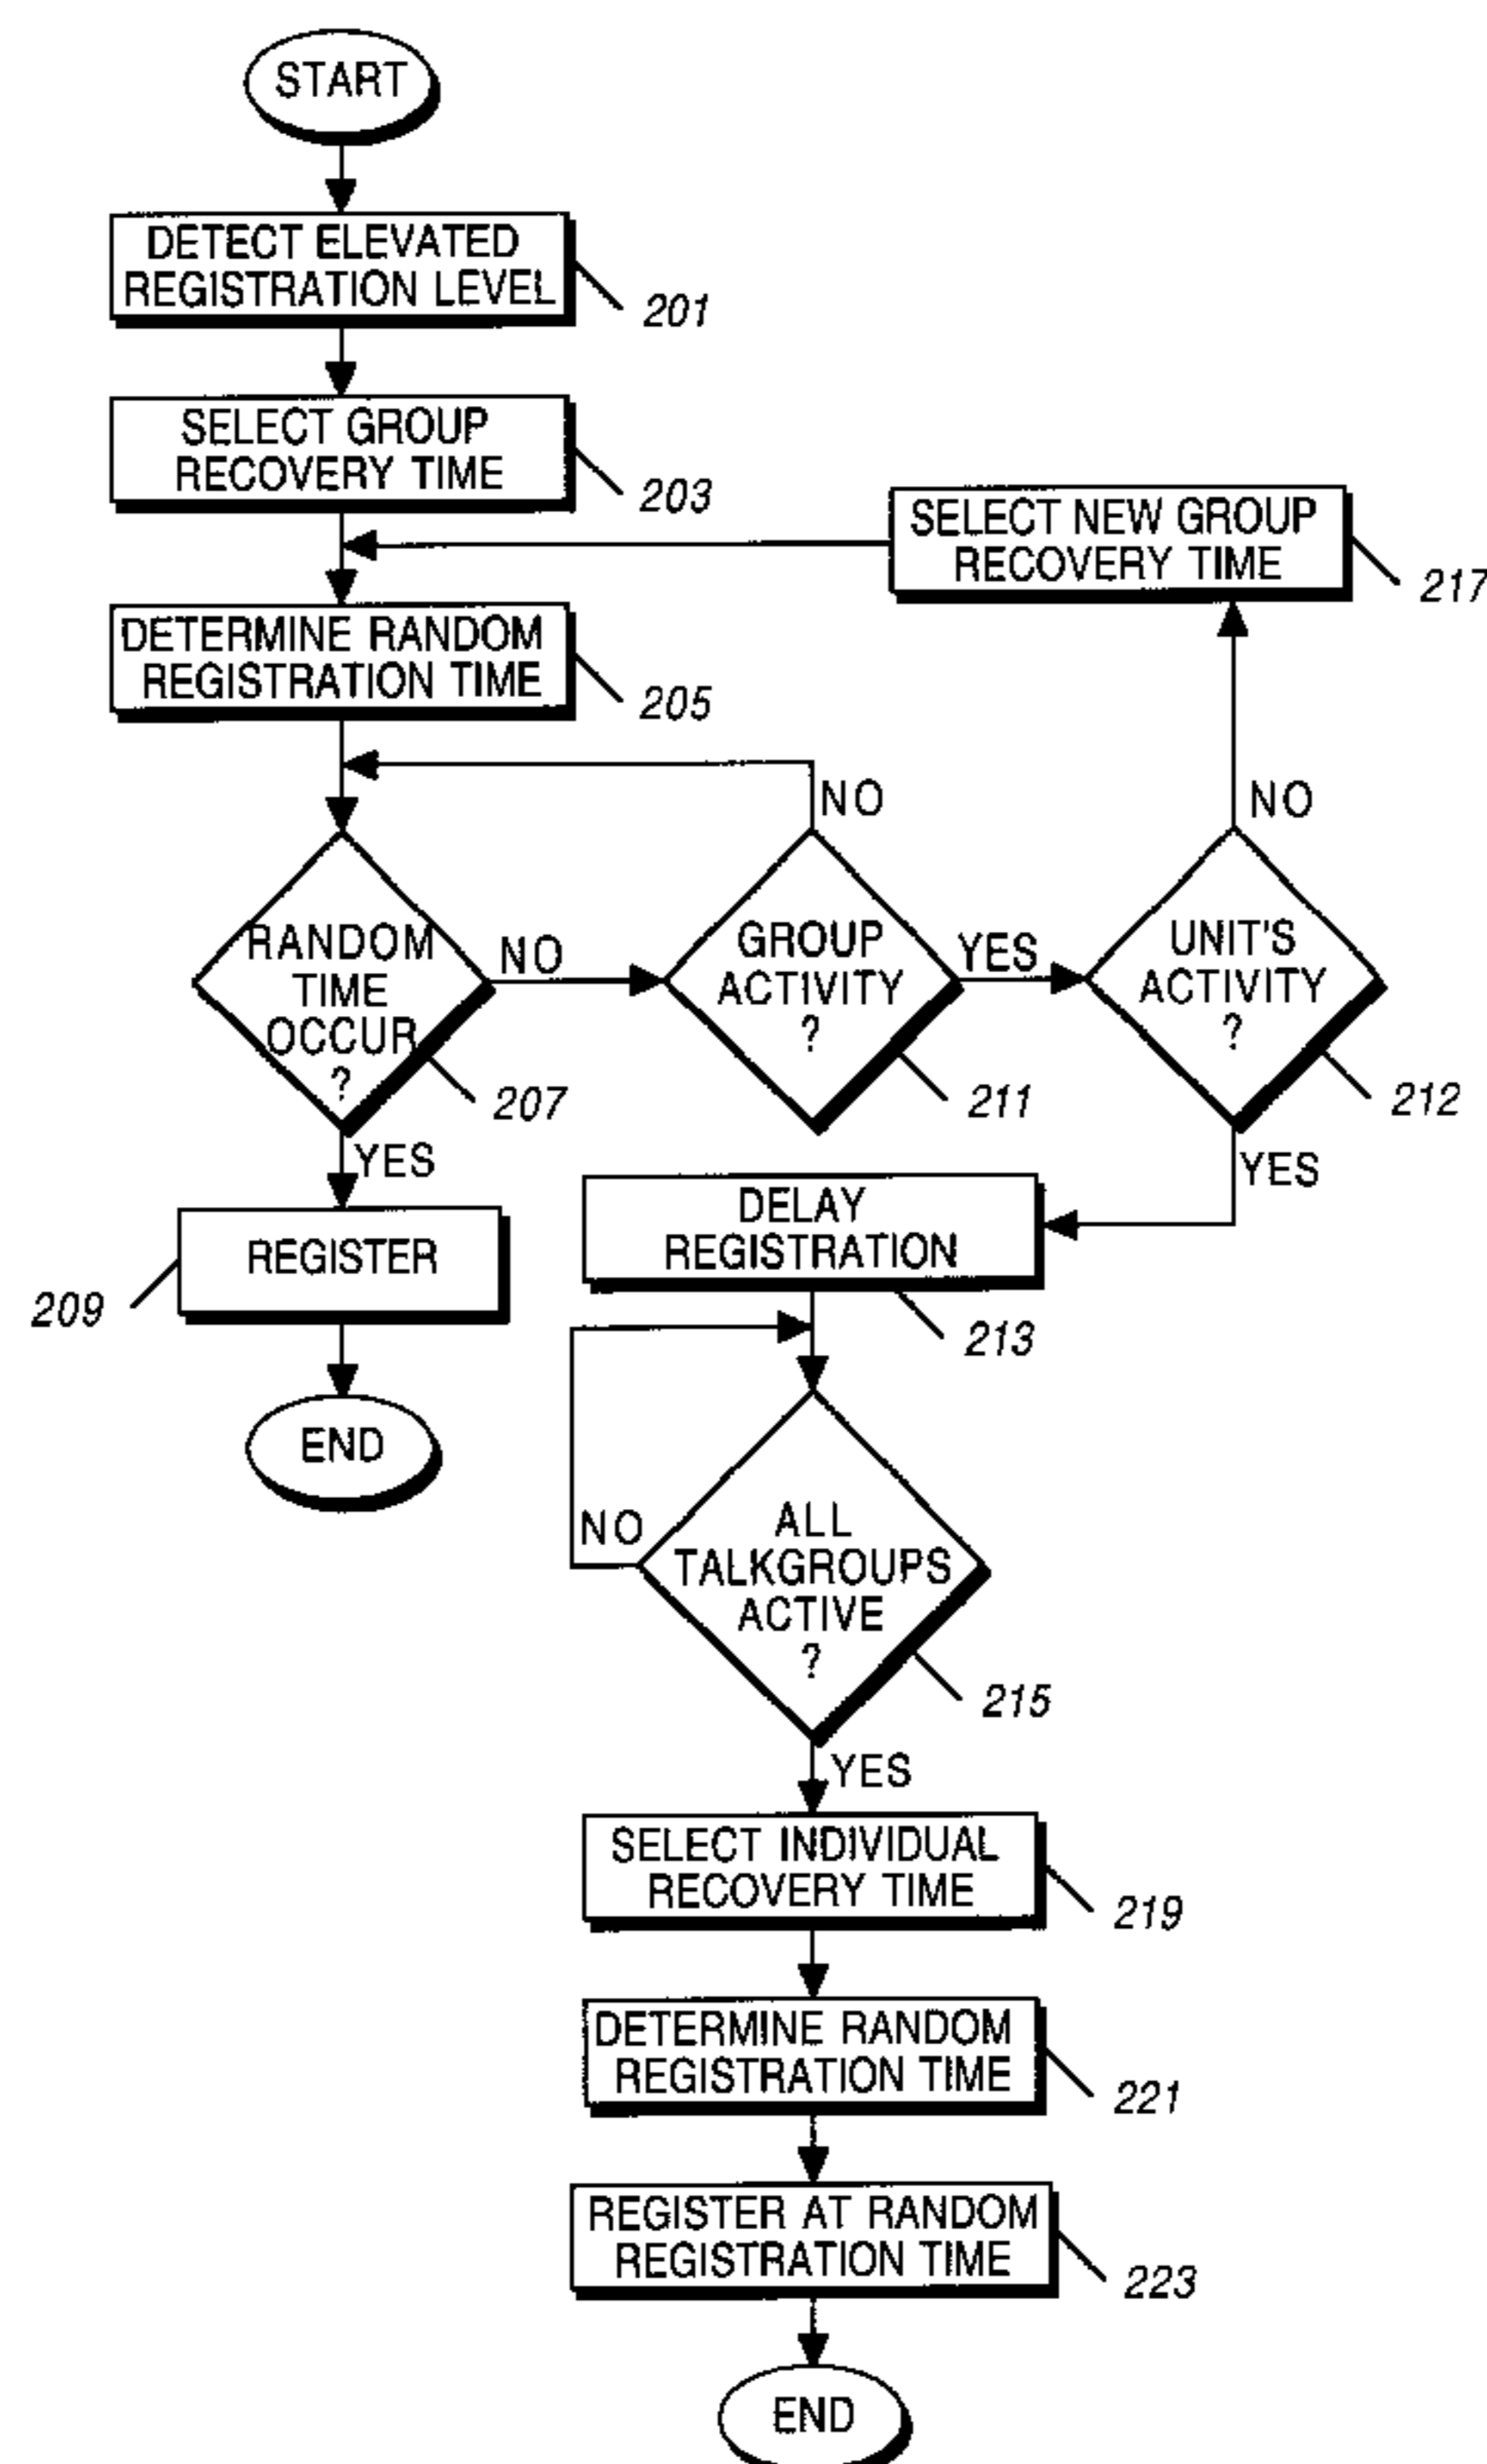 START
DETECT ELEVATED
REGISTRATION LEVEL
201
SELECT GROUP
RECOVERY TIME
203
SELECT NEW GROUP
RECOVERY TIME
217
DETERMINE RANDOM
REGISTRATION TIME
205
NO
NO
RANDOM
TIME
OCCUR
?
207
NO
GROUP
ACTIVITY
?
211
YES
UNIT'S
ACTIVITY
?
212
YES
YES
REGISTER
209
END
DELAY
REGISTRATION
213
NO
ALL
TALKGROUPS
ACTIVE
?
215
YES
SELECT INDIVIDUAL
RECOVERY TIME
219
DETERMINE RANDOM
REGISTRATION TIME
221
REGISTER AT RANDOM
REGISTRATION TIME
223
END